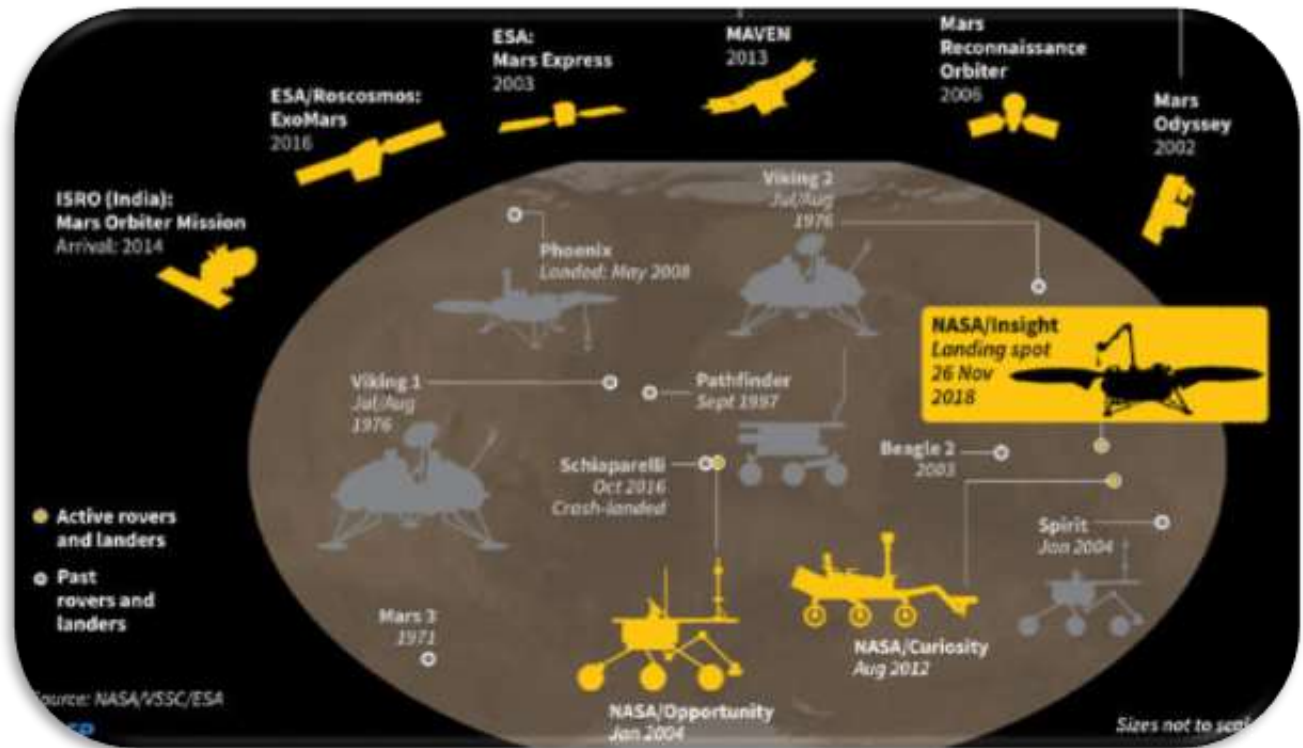 ESA:
Mars Express
2003
MAVEN
2013
Mars
Reconnaissance
Orbiter
2006
ESA/Roscosmos:
ExoMars
2016
Mars
Odyssey
2002
ISRO (India):
Mars Orbiter Mission
Arrival: 2014
Viking 2
Jul/Aug
1976
Phoenix
Landed: May 2008
NASA/Insight
Landing spot
26 Nov
2018
Viking 1
Jul/Aug
1976
Pathfinder
Sept 1997
Schiaparelli
Oct 2016
Crash-landed
Beagle 2
2003
Active rovers
and landers
Spirit
Jan 2004
Past
rovers and
landers
Mars 3
1971
NASA/Curiosity
Aug 2012
Source: NASA/VSSC/ESA
NASA/Opportunity
Jan 2004
Sizes not to